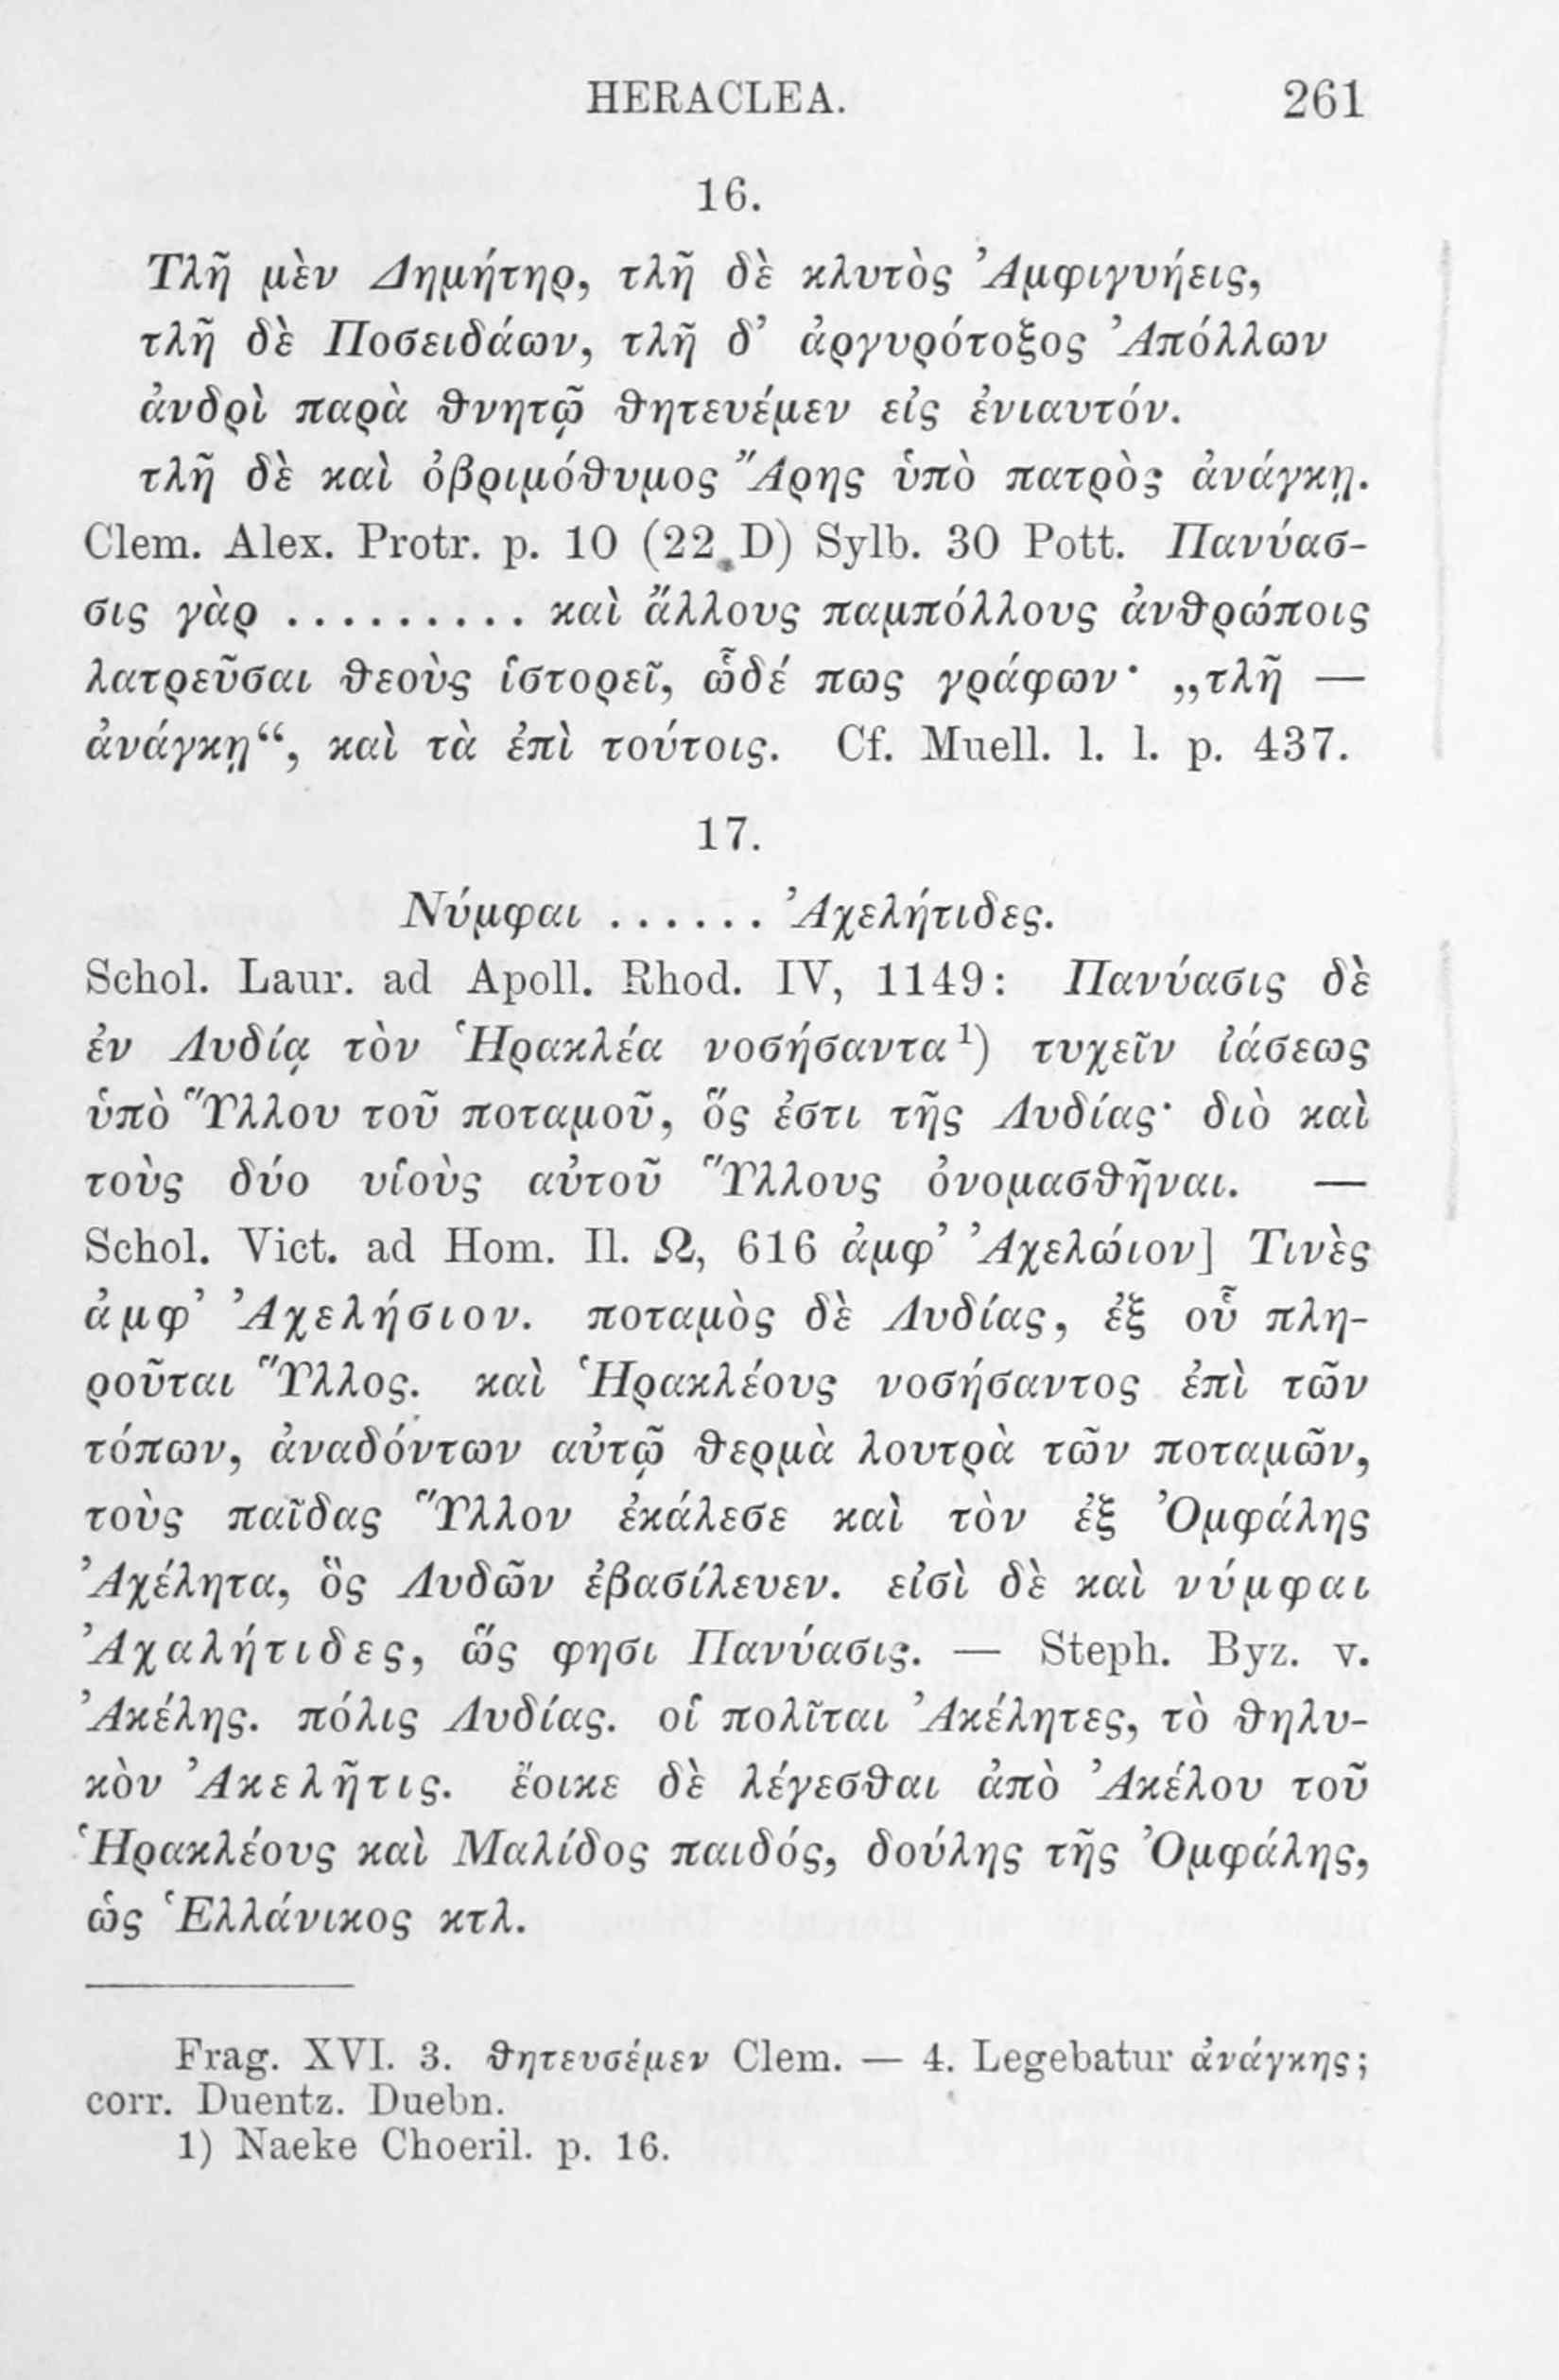 HERACLEA. 261
16.
Τλῆ μὲν Δημήτηρ, τλῆ δὲ κλυτὸς Ἀμφιγυήεις,
τλῆ δὲ Ποσειδάων, τλῆ δ’ ἀργυρότοξος Ἀπόλλων
ἀνδρὶ παρὰ θνητῷ θητευέμεν εἰς ἐνιαυτόν.
τλῆ δὲ καὶ ὀβριμόθυμος Ἄρης ὑπὸ πατρὸς ἀνάγκῃ.
Clem. Alex. Protr. p. 10 (22 D) Sylb. 30 Pott. Πανύασ-
σις γὰρ ......... καὶ ἄλλους παμπόλλους ἀνθρώποις
λατρεῦσαι θεοὺς ἱστορεῖ, ὧδέ πως γράφων· „τλῆ —
ἀνάγκῃ“, καὶ τὰ ἐπὶ τούτοις. Cf. Muell. l. l. p. 437.
17.
Νύμφαι ...... Ἀχελήτιδες.
Schol. Laur. ad Apoll. Rhod. IV, 1149: Πανύασις δὲ
ἐν Λυδίᾳ τὸν Ἡρακλέα νοσήσαντα ¹) τυχεῖν ἰάσεως
ὑπὸ Ὕλλου τοῦ ποταμοῦ, ὅς ἐστι τῆς Λυδίας· διὸ καὶ
τοὺς δύο υἱοὺς αὐτοῦ Ὕλλους ὀνομασθῆναι. —
Schol. Vict. ad Hom. Il. Ω, 616 ἀμφ’ Ἀχελώιον] Τινὲς
ἀμφ’ Ἀχελήσιον. ποταμὸς δὲ Λυδίας, ἐξ οὗ πλη-
ροῦται Ὕλλος. καὶ Ἡρακλέους νοσήσαντος ἐπὶ τῶν
τόπων, ἀναδόντων αὐτῷ θερμὰ λουτρὰ τῶν ποταμῶν,
τοὺς παῖδας Ὕλλον ἐκάλεσε καὶ τὸν ἐξ Ὀμφάλης
Ἀχέλητα, ὃς Λυδῶν ἐβασίλευεν. εἰσὶ δὲ καὶ νύμφαι
Ἀχαλήτιδες, ὥς φησι Πανύασις. — Steph. Byz. v.
Ἀκέλης. πόλις Λυδίας. οἱ πολῖται Ἀκέλητες, τὸ θηλυ-
κὸν Ἀκελῆτις. ἔοικε δὲ λέγεσθαι ἀπὸ Ἀκέλου τοῦ
Ἡρακλέους καὶ Μαλίδος παιδός, δούλης τῆς Ὀμφάλης,
ὡς Ἑλλάνικος κτλ.
Frag. XVI. 3. θητευσέμεν Clem. — 4. Legebatur ἀνάγκης;
corr. Duentz. Duebn.
1) Naeke Choeril. p. 16.